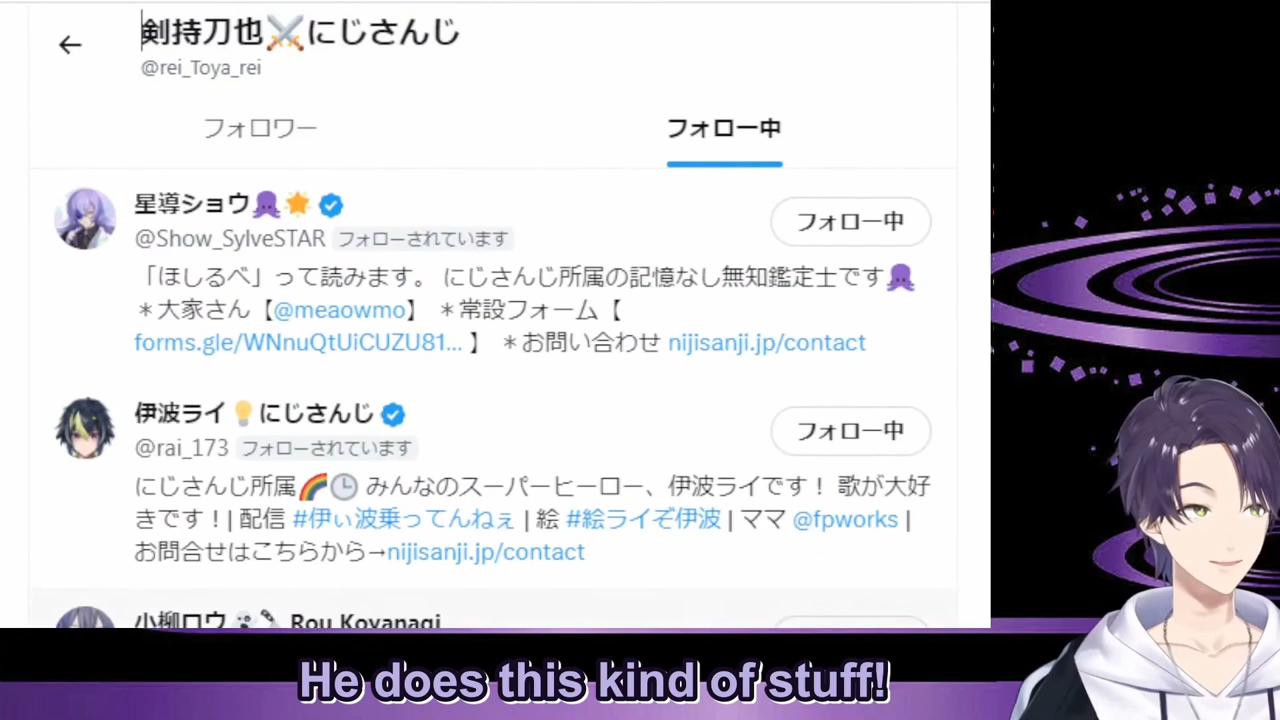 剣持刀也⚔️にじさんじ
@rei_Toya_rei
フォロワー
フォロー中
星導ショウ🐙🌟
@Show_SylveSTAR フォローされています
フォロー中
「ほしるべ」って読みます。 にじさんじ所属の記憶なし無知鑑定士です🐙
＊大家さん【@meaowmo】 ＊常設フォーム【
forms.gle/WNnuQtUiCUZU81... 】 ＊お問い合わせ nijisanji.jp/contact
伊波ライ💡にじさんじ
@rai_173 フォローされています
フォロー中
にじさんじ所属🌈🕒 みんなのスーパーヒーロー、伊波ライです！ 歌が大好
きです！| 配信 #伊ぃ波乗ってんねぇ | 絵 #絵ライぞ伊波 | ママ @fpworks |
お問合せはこちらから→nijisanji.jp/contact
小柳ロウ Rou Koyanagi
He does this kind of stuff!